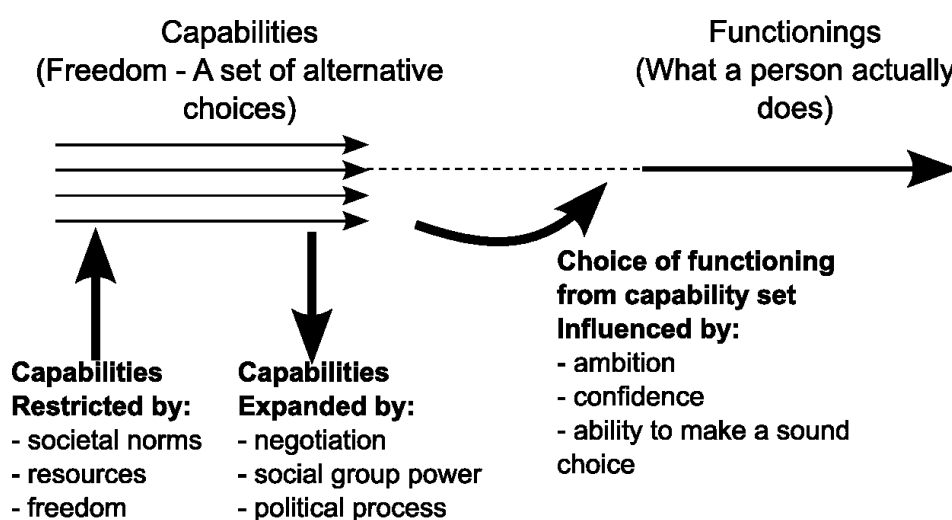 Capabilities
(Freedom - A set of alternative
choices)
Functionings
(What a person actually
does)
Capabilities
Restricted by:
- societal norms
- resources
- freedom
Capabilities
Expanded by:
- negotiation
- social group power
- political process
Choice of functioning
from capability set
Influenced by:
- ambition
- confidence
- ability to make a sound
choice